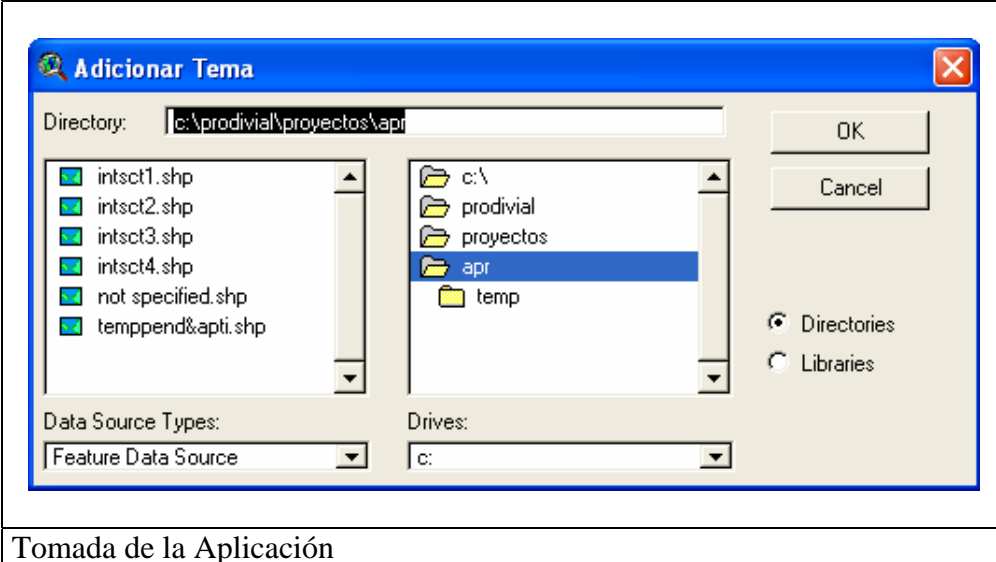 Adicionar Tema
Directory: c:\prodivial\proyectos\apr
OK
Cancel
intsct1.shp
intsct2.shp
intsct3.shp
intsct4.shp
not specified.shp
temppend&apti.shp
c:\
prodivial
proyectos
apr
temp
Directories
Libraries
Data Source Types:
Feature Data Source
Drives:
c:
Tomada de la Aplicación